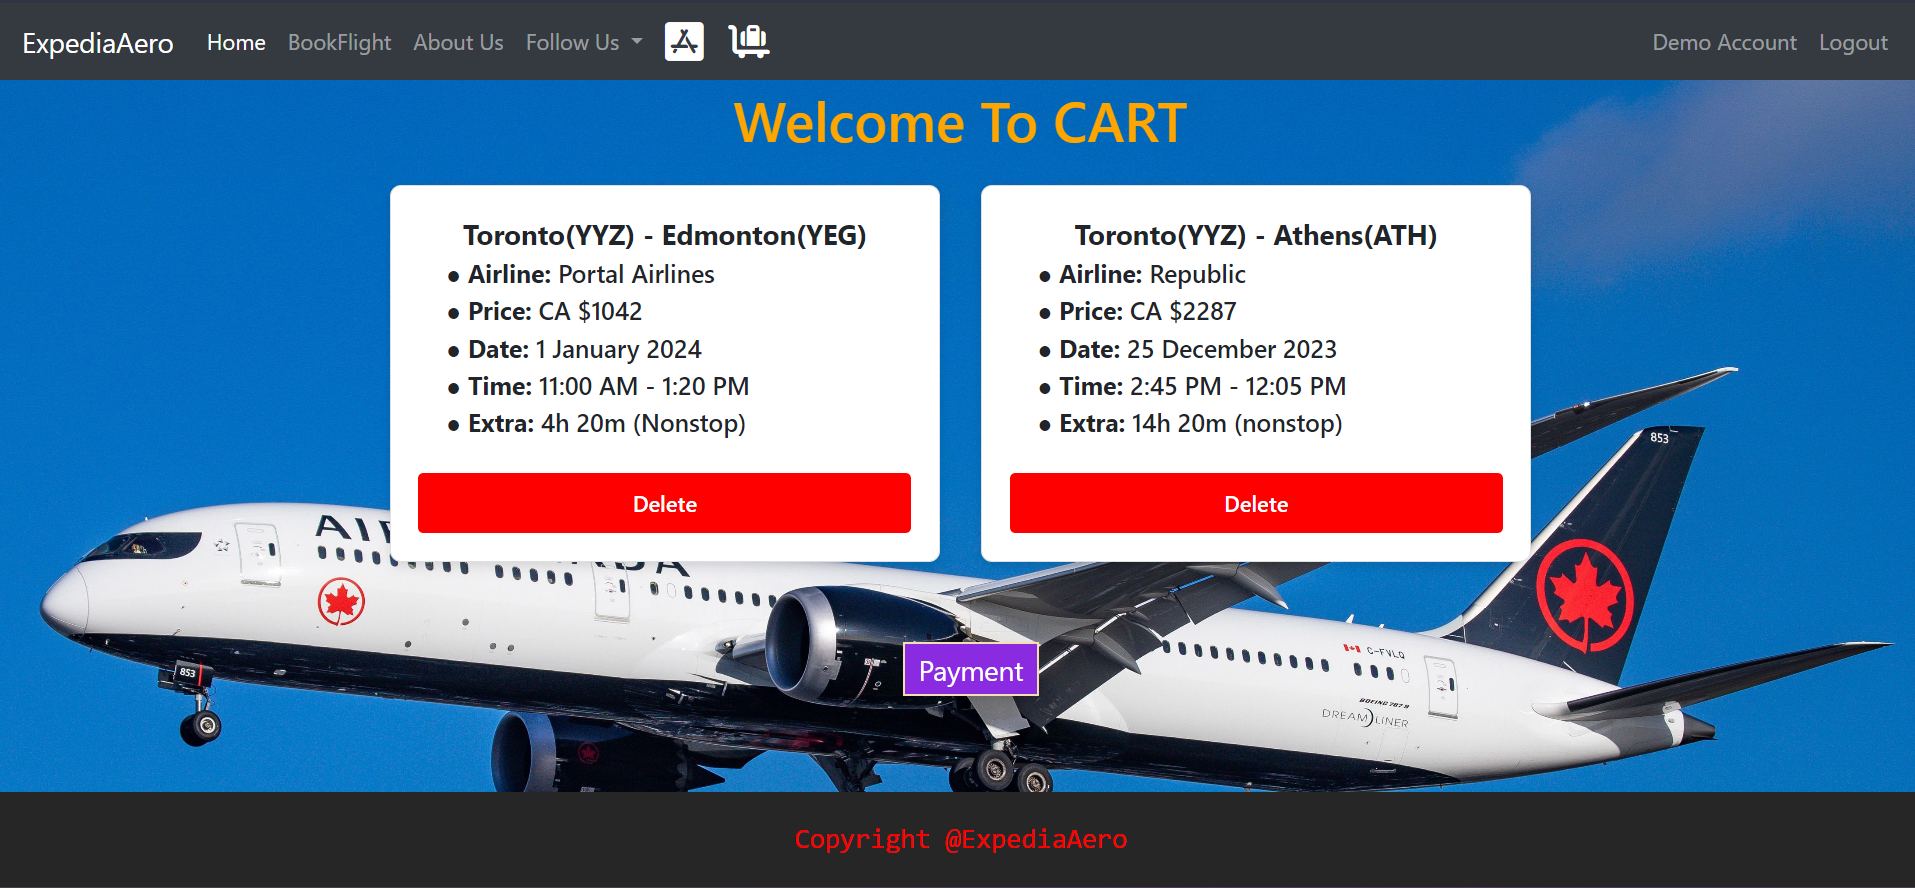 ExpediaAero Home BookFlight About Us Follow Us Demo Account Logout
Welcome To CART
Toronto(YYZ) - Edmonton(YEG)
● Airline: Portal Airlines
● Price: CA $1042
● Date: 1 January 2024
● Time: 11:00 AM - 1:20 PM
● Extra: 4h 20m (Nonstop)
Delete
Toronto(YYZ) - Athens(ATH)
● Airline: Republic
● Price: CA $2287
● Date: 25 December 2023
● Time: 2:45 PM - 12:05 PM
● Extra: 14h 20m (nonstop)
Delete
853
AI
DA
C-FVLQ
853
Payment
BOEING 787-9
DREAMLINER
Copyright @ExpediaAero